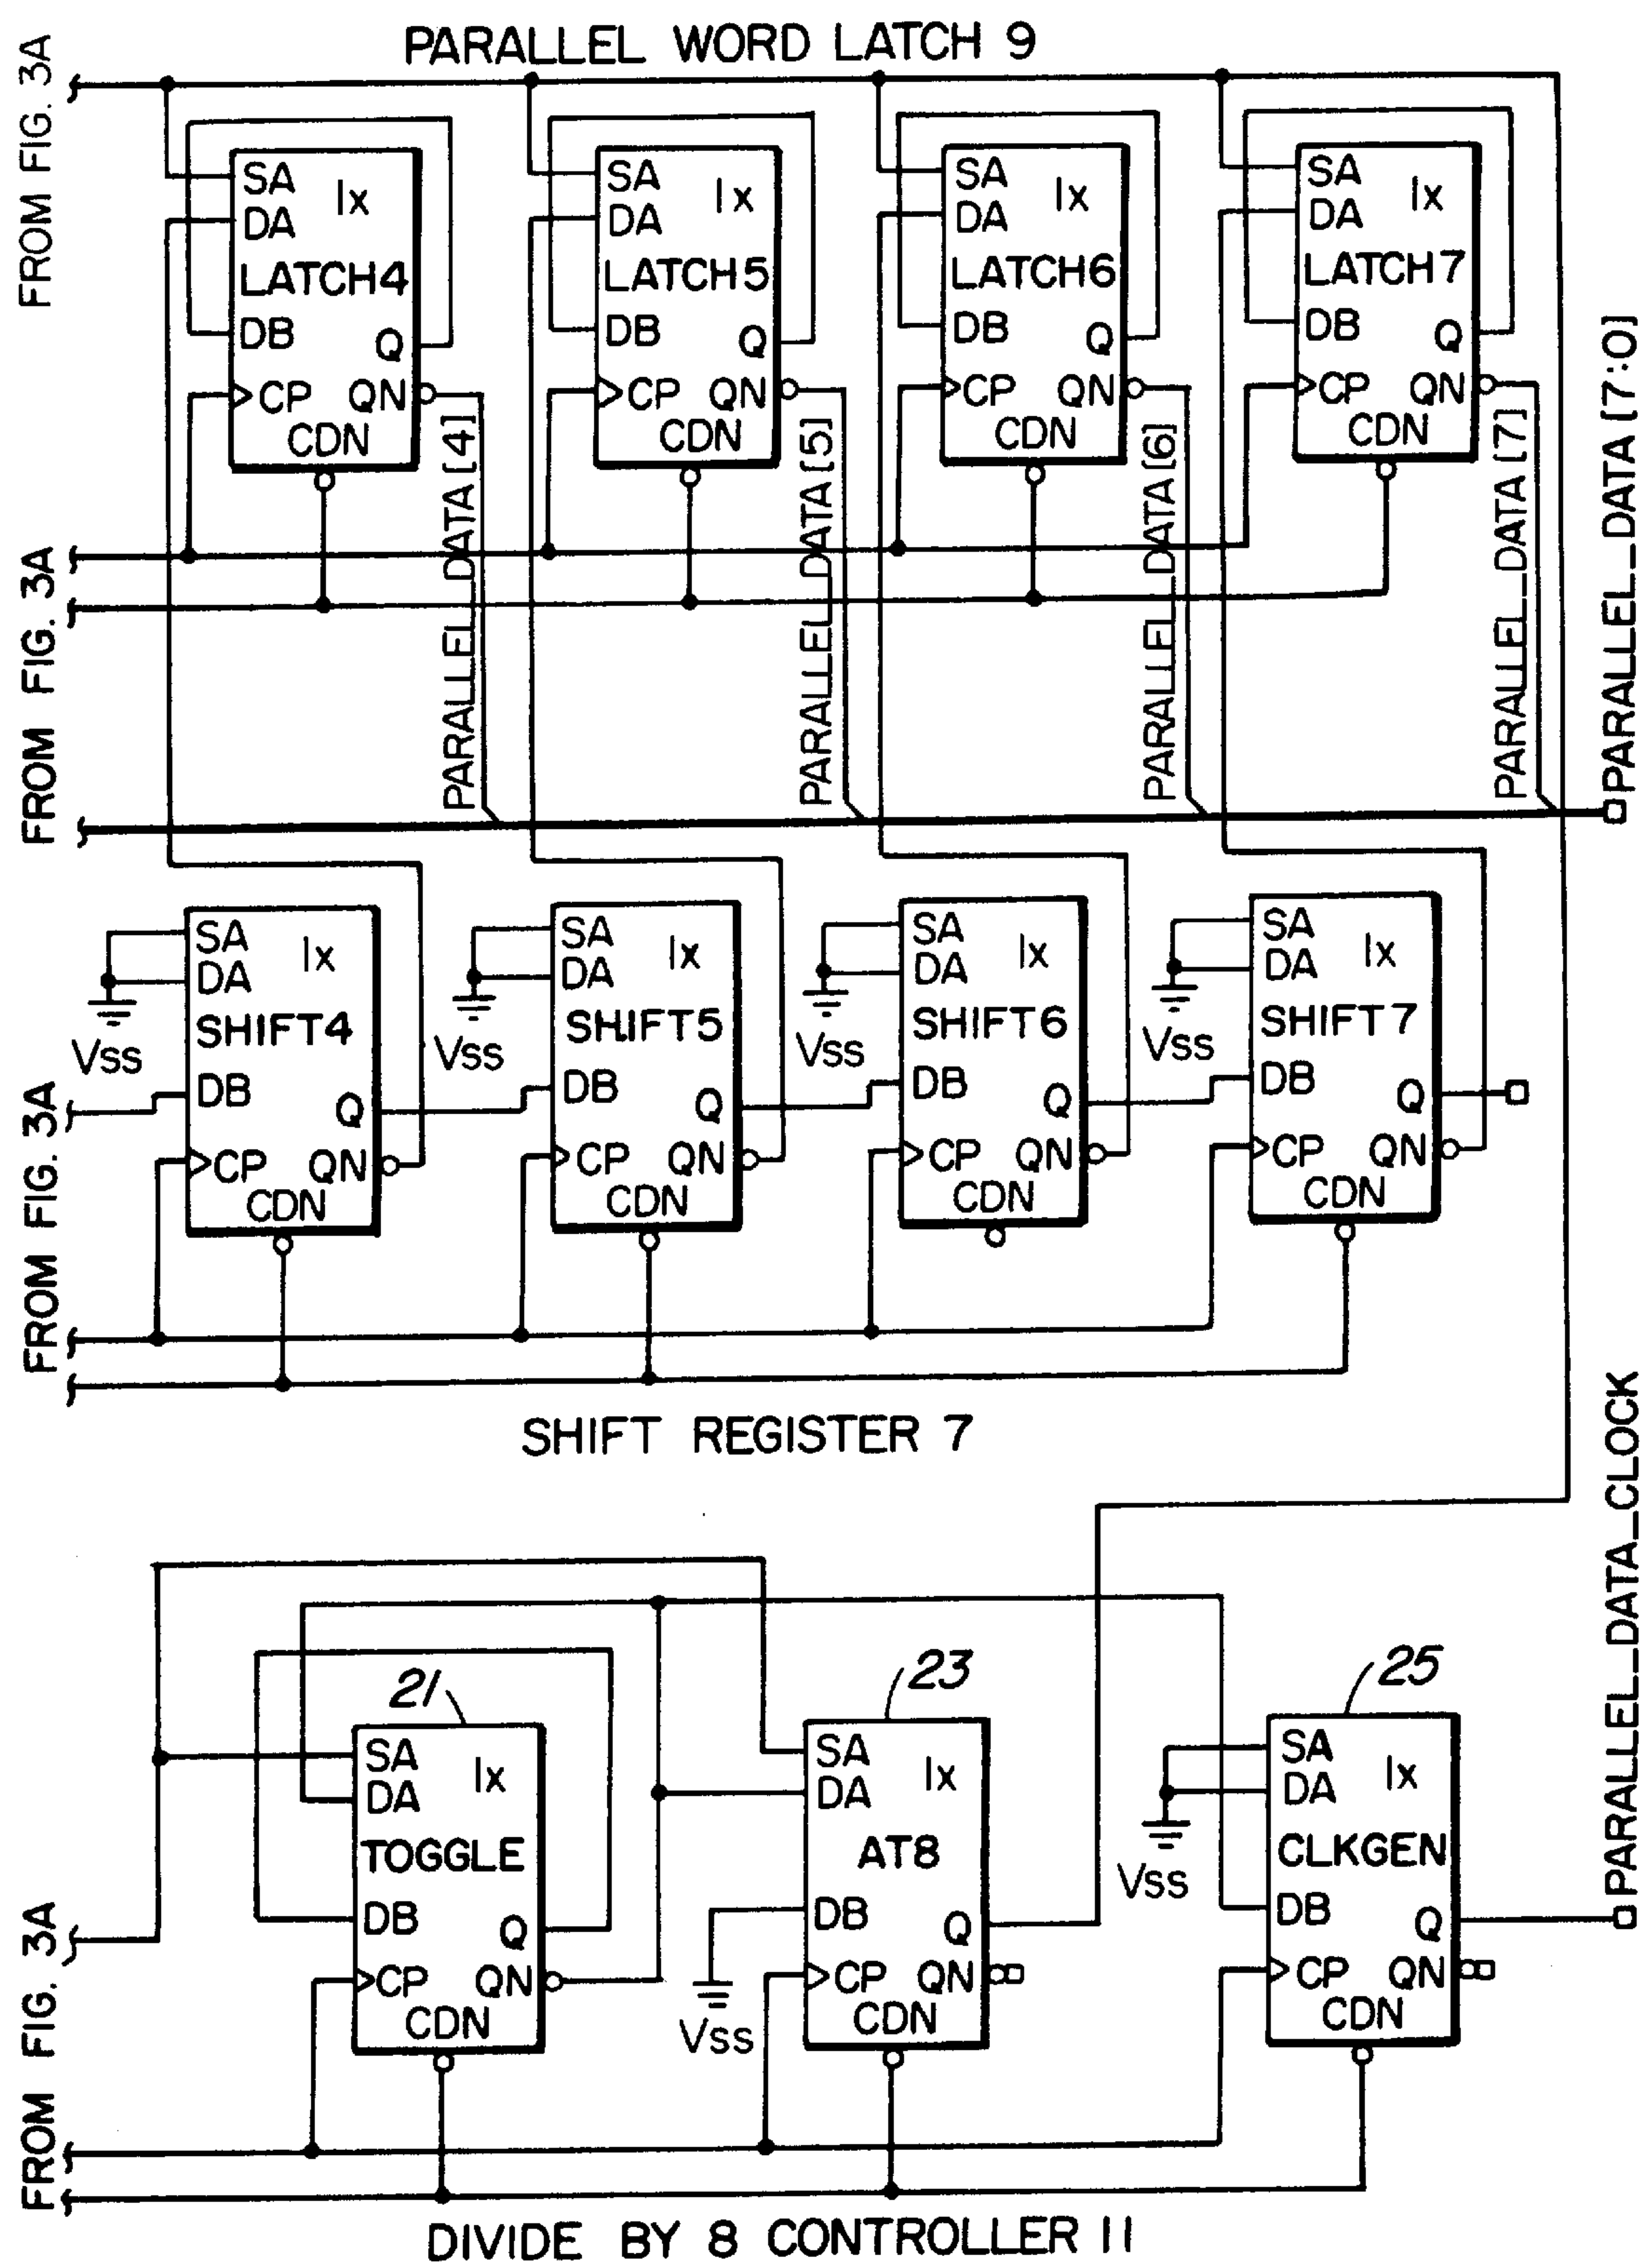 PARALLEL WORD LATCH 9
FROM FIG. 3A
SA Ix
DA
LATCH4
DB Q
CP QN
CDN
SA Ix
DA
LATCH5
DB Q
CP QN
CDN
SA Ix
DA
LATCH6
DB Q
CP QN
CDN
SA Ix
DA
LATCH7
DB Q
CP QN
CDN
PARALLEL_DATA [4]
PARALLEL_DATA [5]
PARALLEL_DATA [6]
PARALLEL_DATA [7]
PARALLEL_DATA [7:0]
FROM FIG. 3A
SA Ix
DA
SHIFT4
VSS
DB Q
CP QN
CDN
SA Ix
DA
SHIFT5
VSS
DB Q
CP QN
CDN
SA Ix
DA
SHIFT6
VSS
DB Q
CP QN
CDN
SA Ix
DA
SHIFT7
VSS
DB Q
CP QN
CDN
FROM FIG. 3A
SHIFT REGISTER 7
21
SA Ix
DA
TOGGLE
DB Q
CP QN
CDN
23
SA Ix
DA
AT8
DB Q
CP QN
CDN
VSS
25
SA Ix
DA
CLKGEN
VSS
DB Q
CP QN
CDN
PARALLEL_DATA_CLOCK
FROM FIG. 3A
DIVIDE BY 8 CONTROLLER 11